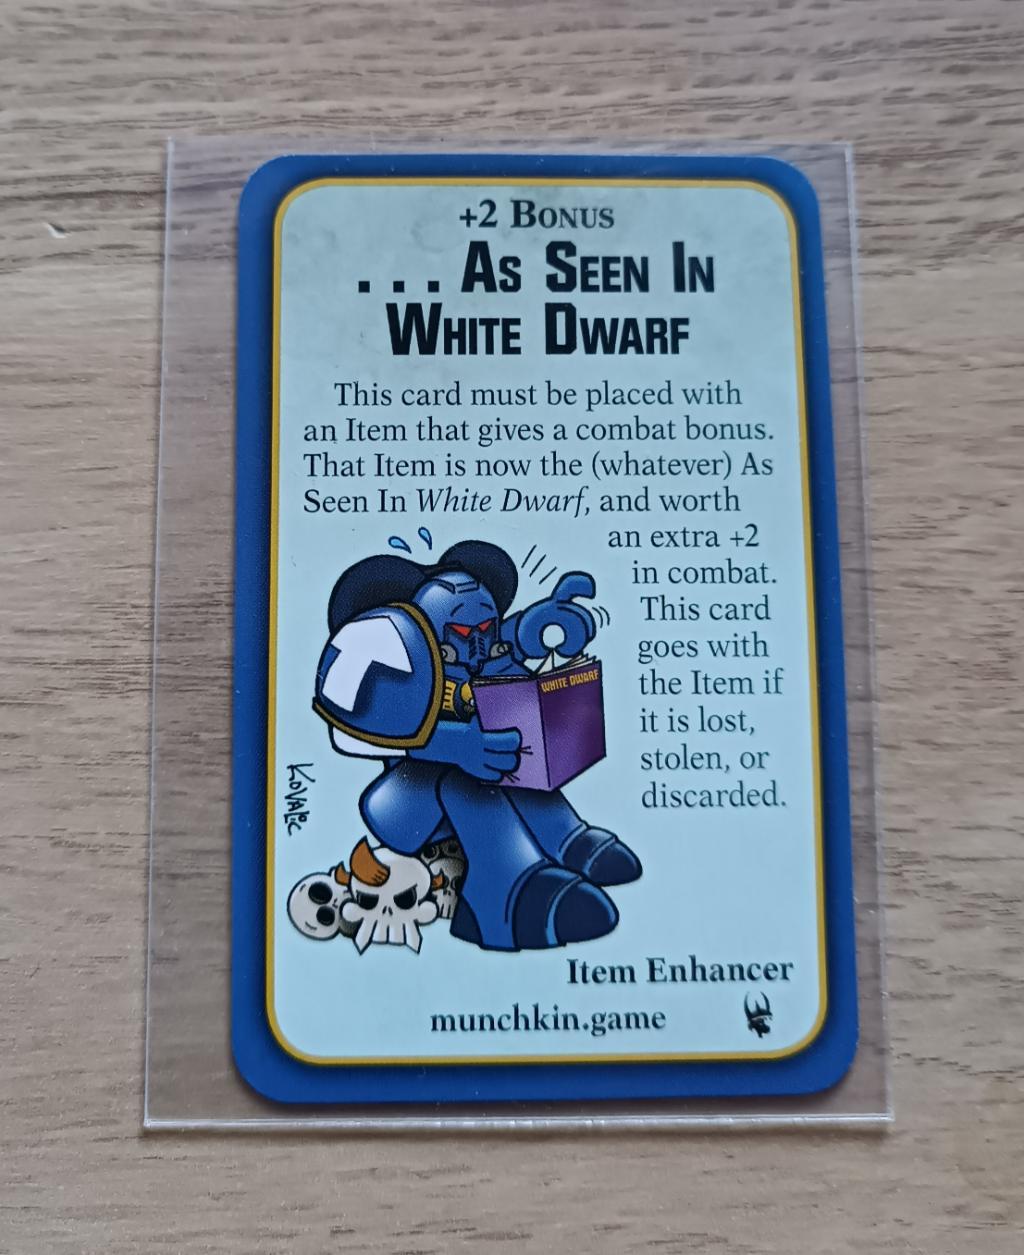 +2 Bonus
. . . As Seen In
White Dwarf
This card must be placed with
an Item that gives a combat bonus.
That Item is now the (whatever) As
Seen In White Dwarf, and worth
an extra +2
in combat.
This card
goes with
the Item if
it is lost,
stolen, or
discarded.
WHITE DWARF
KOVALIC
Item Enhancer
munchkin.game